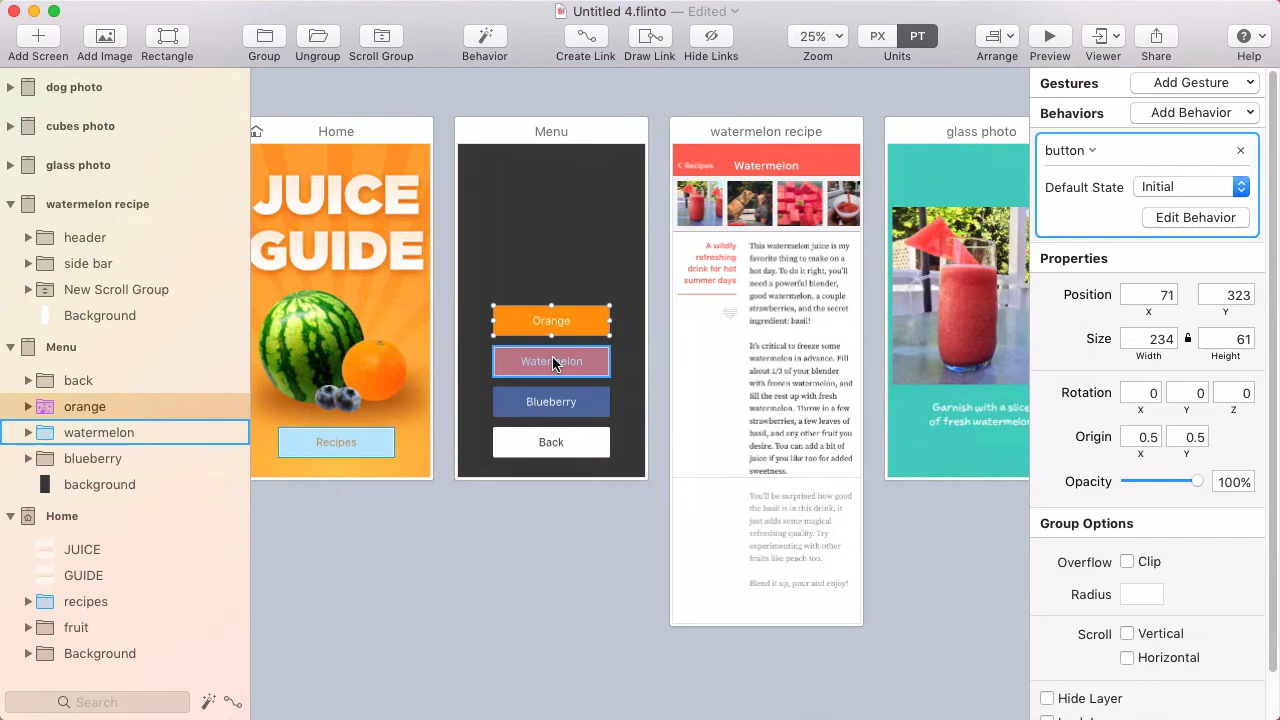 Untitled 4.flinto — Edited
Add Screen
Add Image
Rectangle
Group
Ungroup
Scroll Group
Behavior
Create Link
Draw Link
Hide Links
25%
Zoom
PX
PT
Units
Arrange
Preview
Viewer
Share
Help
dog photo
cubes photo
glass photo
watermelon recipe
header
side bar
New Scroll Group
Background
Menu
back
orange
watermelon
blueberry
background
Home
JUICE
GUIDE
recipes
fruit
Background
Search
Home
JUICE
GUIDE
Recipes
Menu
Orange
Watermelon
Blueberry
Back
watermelon recipe
Recipes
Watermelon
A wildly
refreshing
drink for hot
summer days
This watermelon juice is my
favorite thing to make on a
hot day. To do it right, you'll
need a powerful blender,
good watermelon, a couple
strawberries, and the secret
ingredient: basil!
It's critical to freeze some
watermelon in advance. Fill
about 1/2 of your blender
with frozen watermelon, and
fill the rest up with fresh
watermelon. Throw in a few
strawberries, a few leaves of
basil, and any other fruit you
desire. You can add a bit of
juice if you like too for added
sweetness.
You'll be surprised how good
the basil is in this drink, it
just adds some magical
refreshing quality. Try
experimenting with other
fruits like peach too.
Blend it up, pour and enjoy!
glass photo
Garnish with a slice
of fresh watermelon
Gestures
Add Gesture
Behaviors
Add Behavior
button
Default State
Initial
Edit Behavior
Properties
Position
71
323
X
Y
Size
234
61
Width
Height
Rotation
0
0
0
X
Y
Z
Origin
0.5
0.5
X
Y
Opacity
100%
Group Options
Overflow
Clip
Radius
Scroll
Vertical
Horizontal
Hide Layer